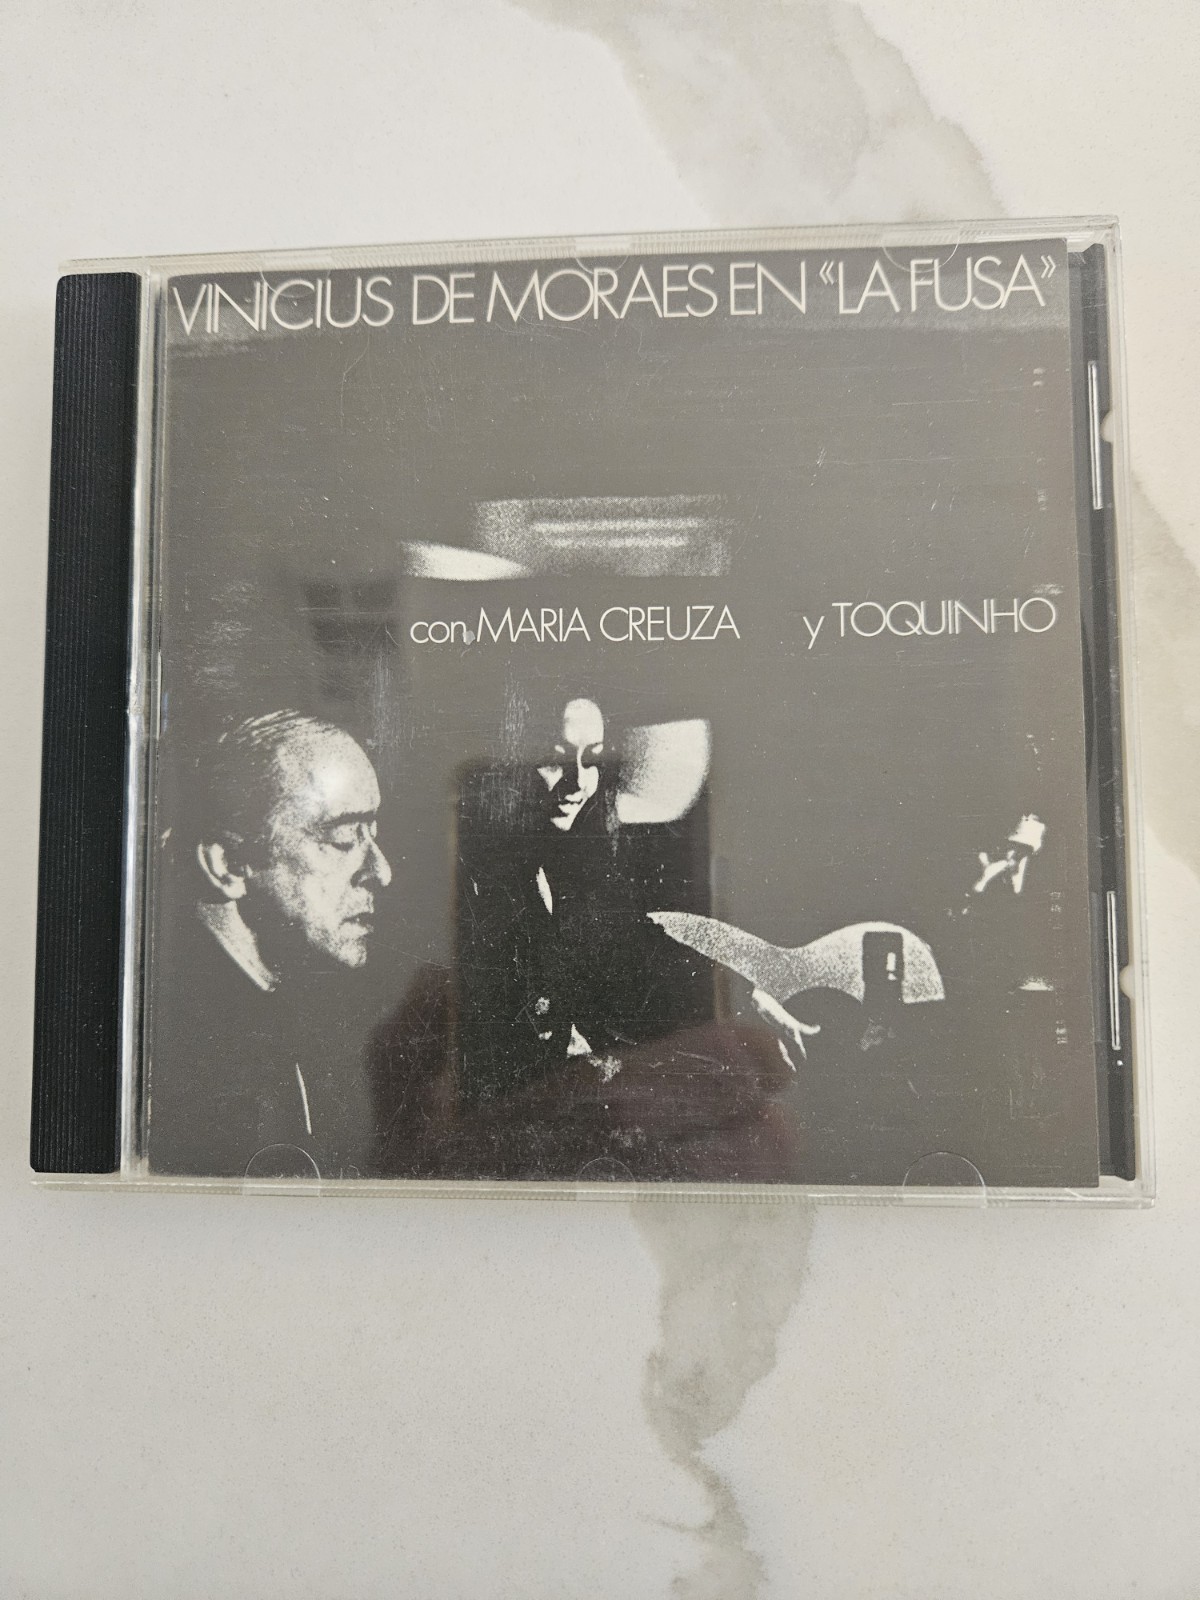 VINICIUS DE MORAES EN «LA FUSA»
con MARIA CREUZA y TOQUINHO